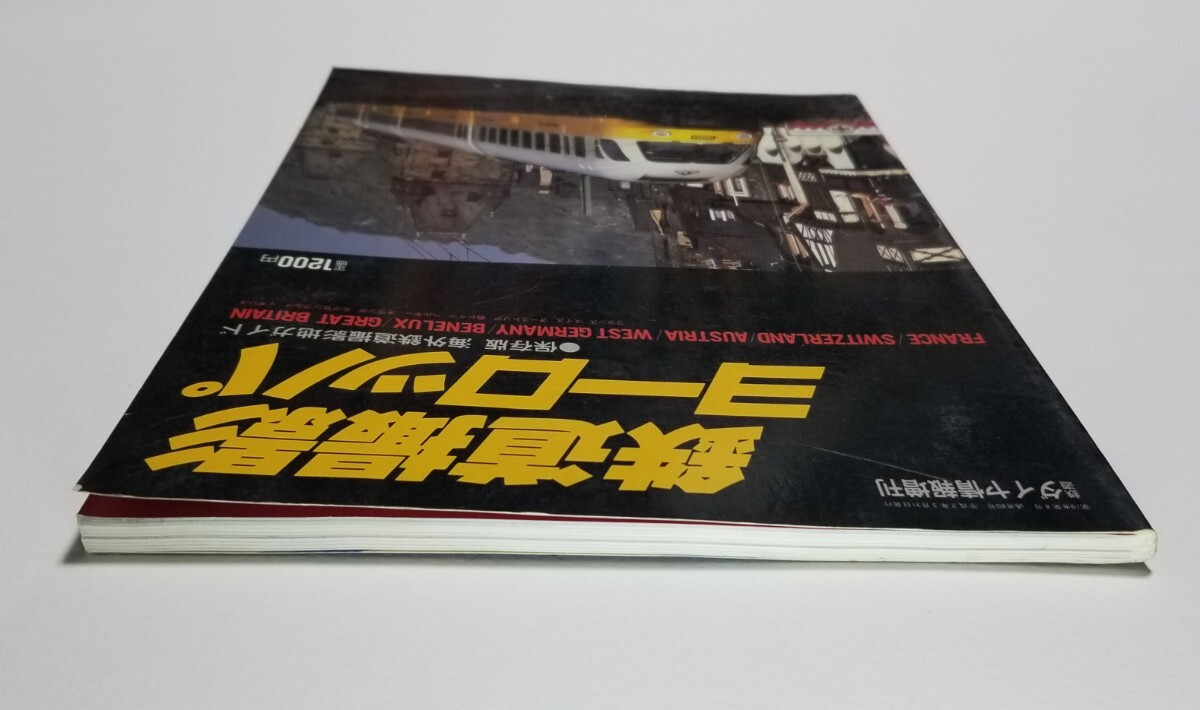 鉄道ダイヤ情報増刊
鉄道撮影
ヨーロッパ
●保存版 海外鉄道撮影地ガイド
FRANCE/SWITZERLAND/AUSTRIA/WEST GERMANY/BENELUX/GREAT BRITAIN
定価1200円